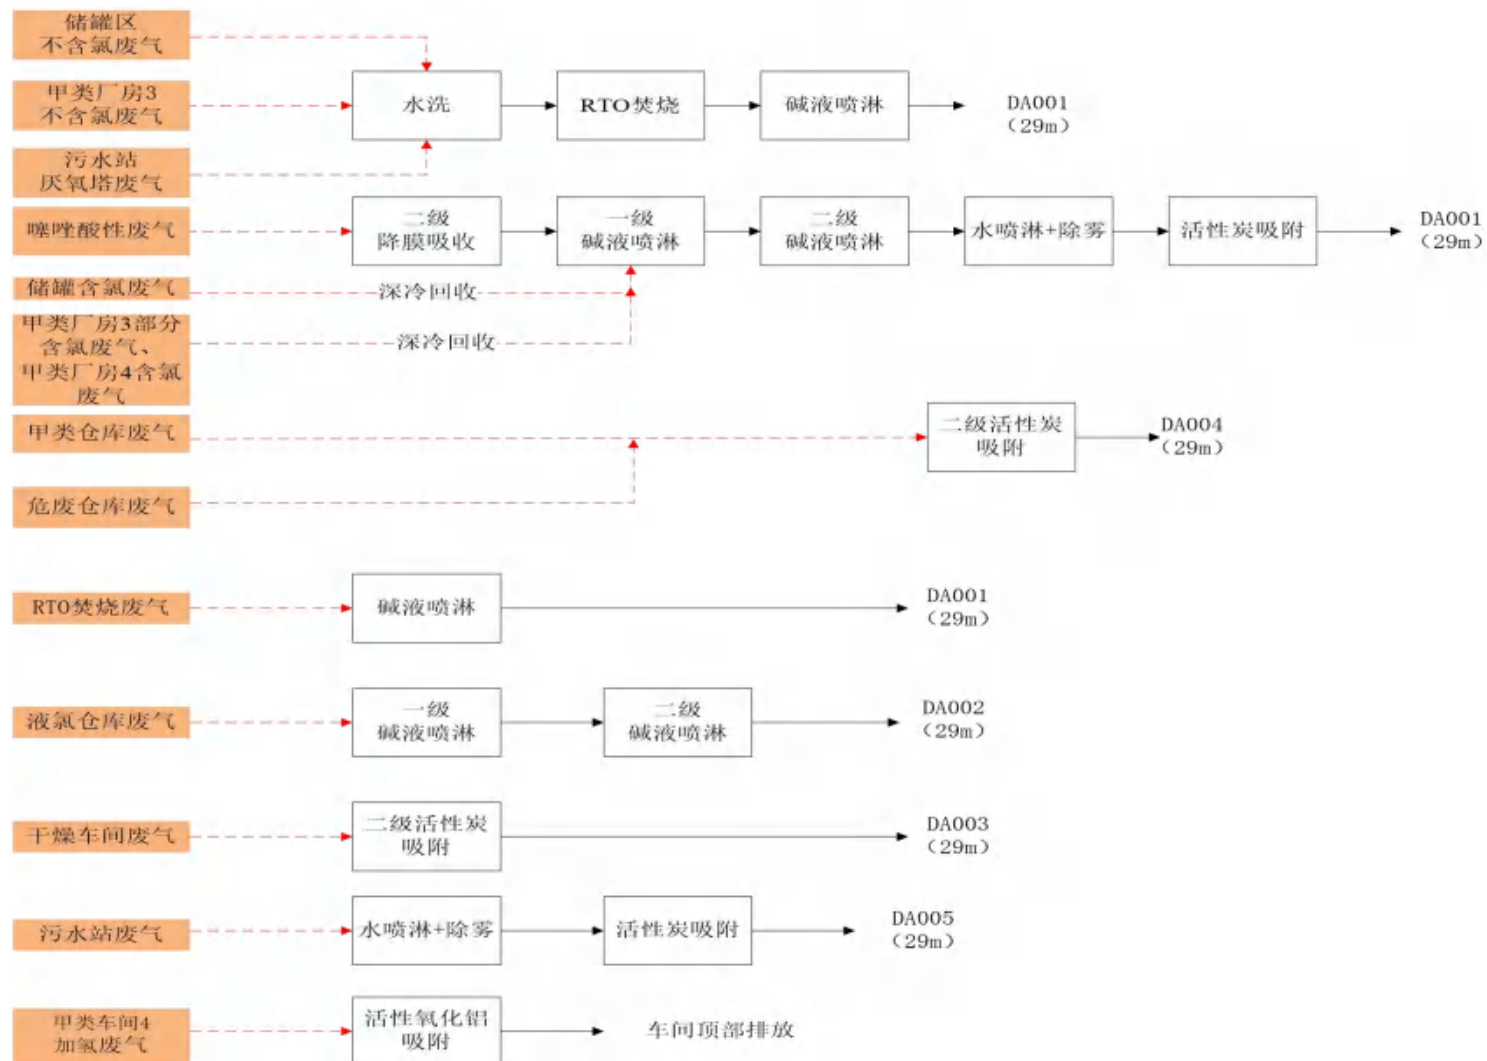 储罐区
不含氯废气
甲类厂房3
不含氯废气
水洗
RTO焚烧
碱液喷淋
DA001
(29m)
污水站
厌氧塔废气
噻唑酸性废气
二级
降膜吸收
一级
碱液喷淋
二级
碱液喷淋
水喷淋+除雾
活性炭吸附
DA001
(29m)
储罐含氯废气
深冷回收
甲类厂房3部分
含氯废气、
甲类厂房4含氯
废气
深冷回收
甲类仓库废气
二级活性炭
吸附
DA004
(29m)
危废仓库废气
RTO焚烧废气
碱液喷淋
DA001
(29m)
液氯仓库废气
一级
碱液喷淋
二级
碱液喷淋
DA002
(29m)
干燥车间废气
二级活性炭
吸附
DA003
(29m)
污水站废气
水喷淋+除雾
活性炭吸附
DA005
(29m)
甲类车间4
加氢废气
活性氧化铝
吸附
车间顶部排放